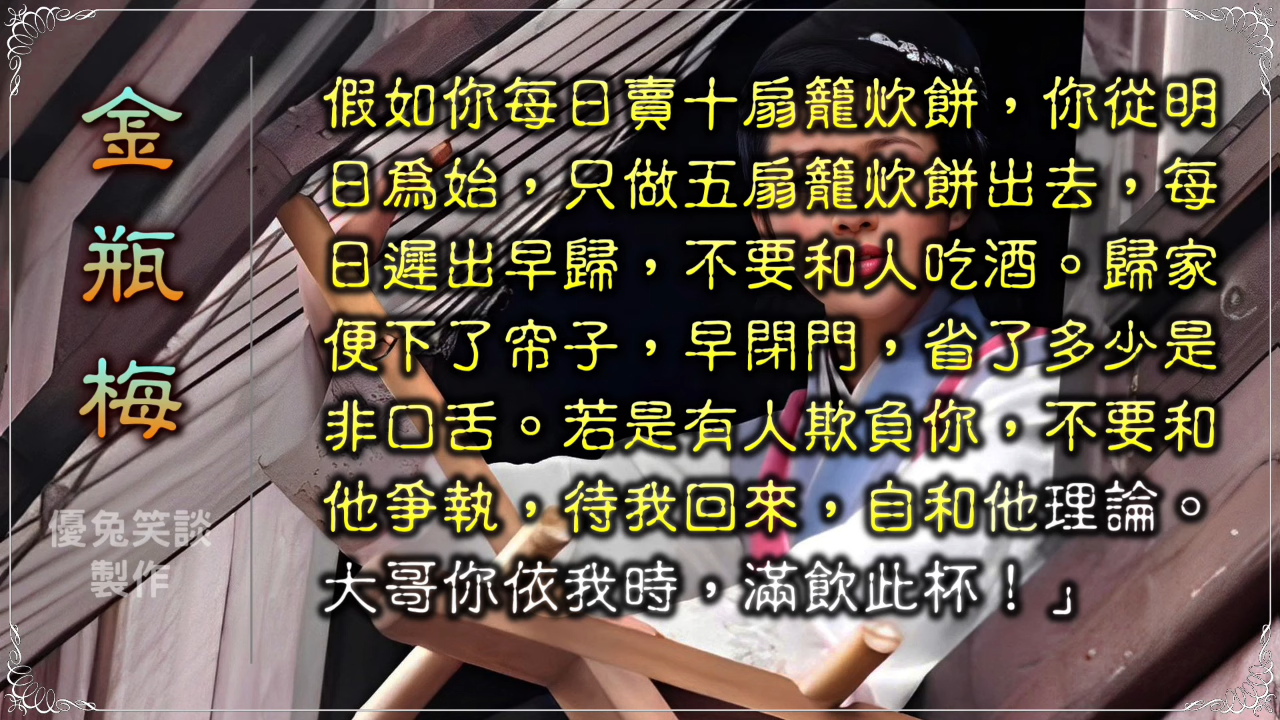 金瓶梅
優兔笑談
製作
假如你每日賣十扇籠炊餅，你從明
日爲始，只做五扇籠炊餅出去，每
日遲出早歸，不要和人吃酒。歸家
便下了帘子，早閉門，省了多少是
非口舌。若是有人欺負你，不要和
他爭執，待我回來，自和他理論。
大哥你依我時，滿飲此杯！」